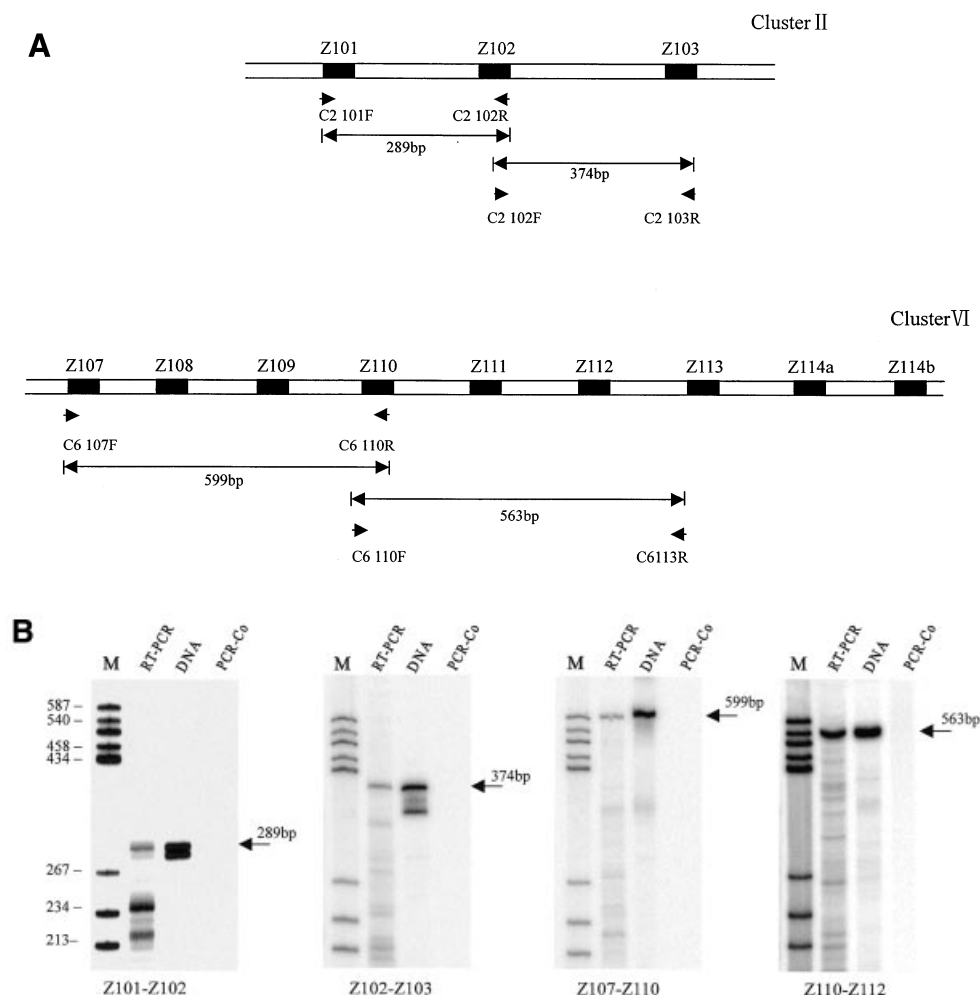 A
Cluster II
Z101 Z102 Z103
C2 101F C2 102R
289bp
374bp
C2 102F C2 103R
Cluster VI
Z107 Z108 Z109 Z110 Z111 Z112 Z113 Z114a Z114b
C6 107F C6 110R
599bp
563bp
C6 110F C6113R
B
M RT-PCR DNA PCR-Co
587
540
458
434
267
234
213
289bp
Z101-Z102
M RT-PCR DNA PCR-Co
374bp
Z102-Z103
M RT-PCR DNA PCR-Co
599bp
Z107-Z110
M RT-PCR DNA PCR-Co
563bp
Z110-Z112